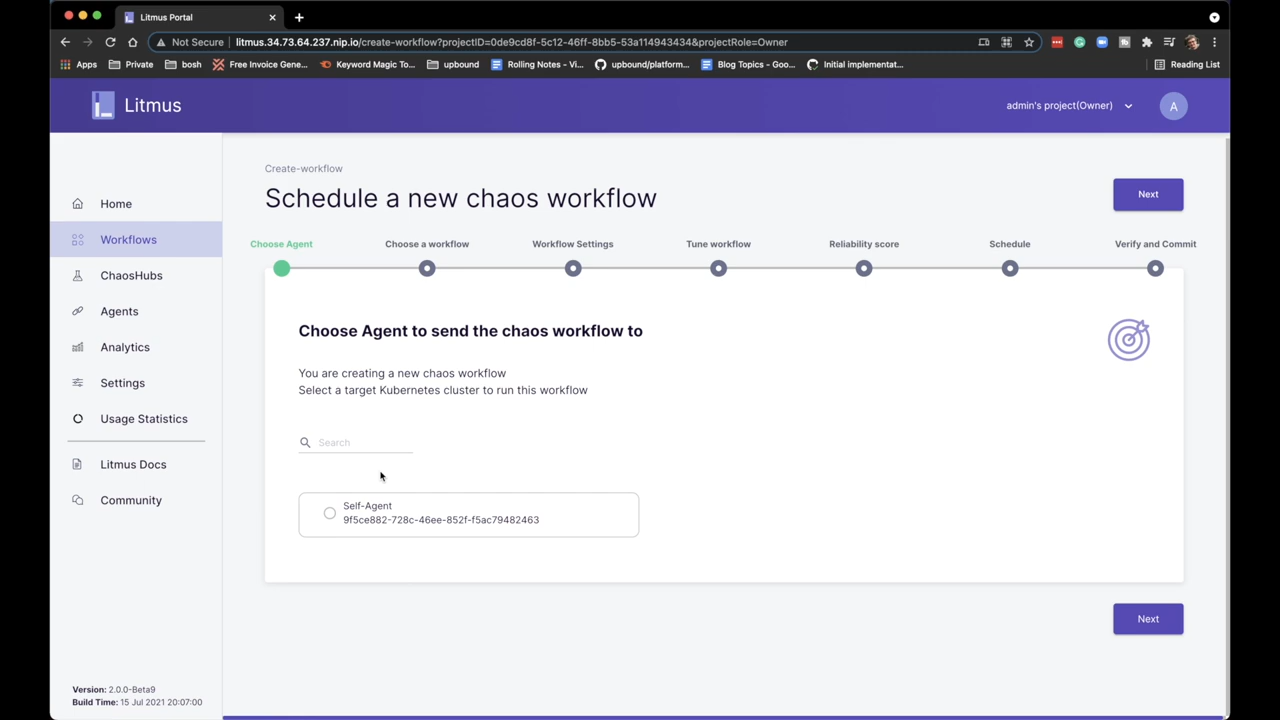 Litmus Portal
Not Secure litmus.34.73.64.237.nip.io/create-workflow?projectID=0de9cd8f-5c12-46ff-8bb5-53a114943434&projectRole=Owner
Apps Private bosh Free Invoice Gene... Keyword Magic To... upbound Rolling Notes - Vi... upbound/platform... Blog Topics - Goo... Initial implementat... Reading List
Litmus
admin's project(Owner)
A
Home
Workflows
ChaosHubs
Agents
Analytics
Settings
Usage Statistics
Litmus Docs
Community
Version: 2.0.0-Beta9
Build Time: 15 Jul 2021 20:07:00
Create-workflow
Schedule a new chaos workflow
Next
Choose Agent Choose a workflow Workflow Settings Tune workflow Reliability score Schedule Verify and Commit
Choose Agent to send the chaos workflow to
You are creating a new chaos workflow
Select a target Kubernetes cluster to run this workflow
Search
Self-Agent
9f5ce882-728c-46ee-852f-f5ac79482463
Next